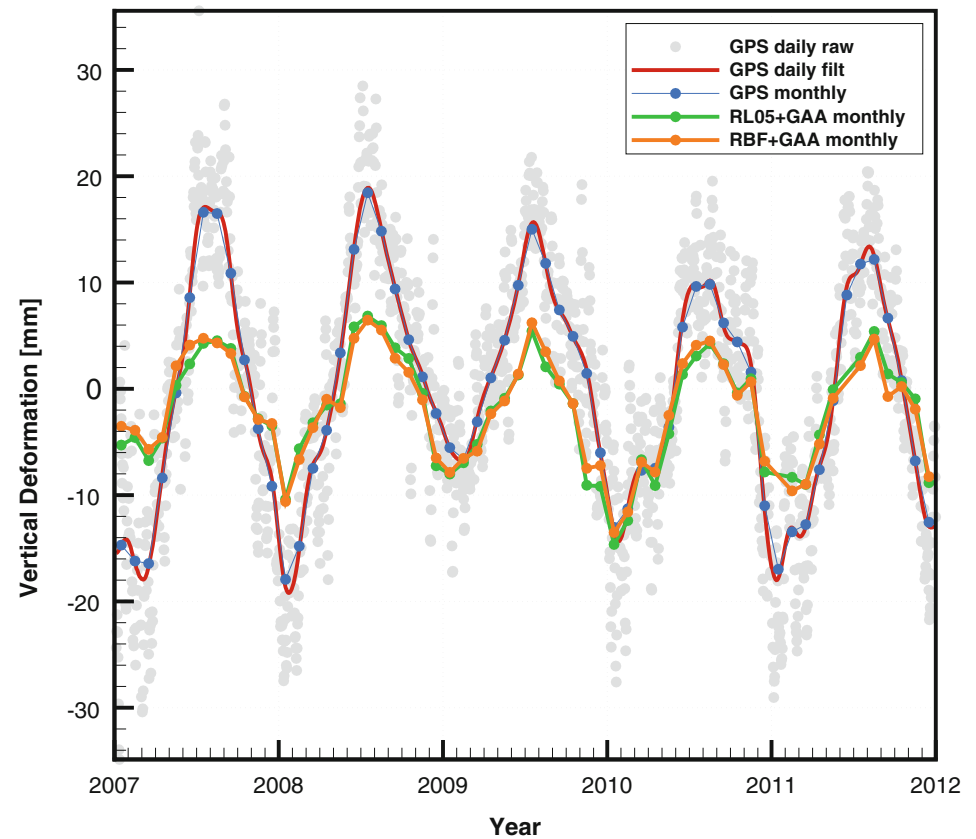 GPS daily raw
GPS daily filt
GPS monthly
RL05+GAA monthly
RBF+GAA monthly
Vertical Deformation [mm]
30
20
10
0
-10
-20
-30
2007 2008 2009 2010 2011 2012
Year